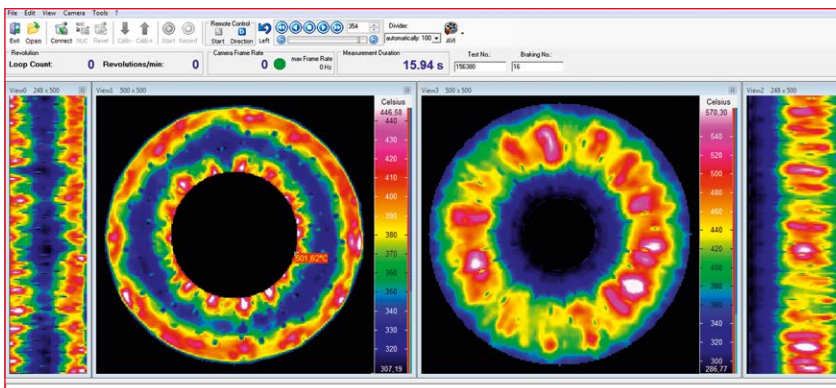 File Edit View Camera Tools ?
Exit Open Connect NUC Reset Calib- Calib+ Start Record
Remote Control
Start Direction Left
354
Divider:
automatically: 100
AVI
Revolution
Loop Count: 0 Revolutions/min: 0
Camera Frame Rate
0 max Frame Rate
0 Hz
Measurement Duration
15.94 s
Test No.:
156380
Braking No.:
16
View0 248 x 500
View1 500 x 500
Celsius
446,58
440
430
420
410
400
390
380
370
360
350
340
330
320
307,19
501,62°C
View3 500 x 500
Celsius
570,30
540
520
500
480
460
440
420
400
380
360
340
320
300
286,77
View2 248 x 500